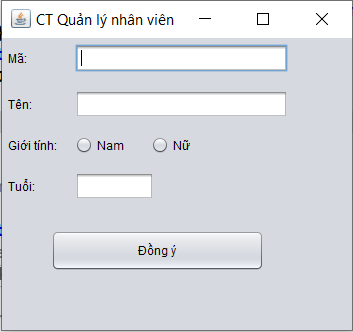 CT Quản lý nhân viên
Mã:
Tên:
Giới tính: Nam Nữ
Tuổi:
Đồng ý